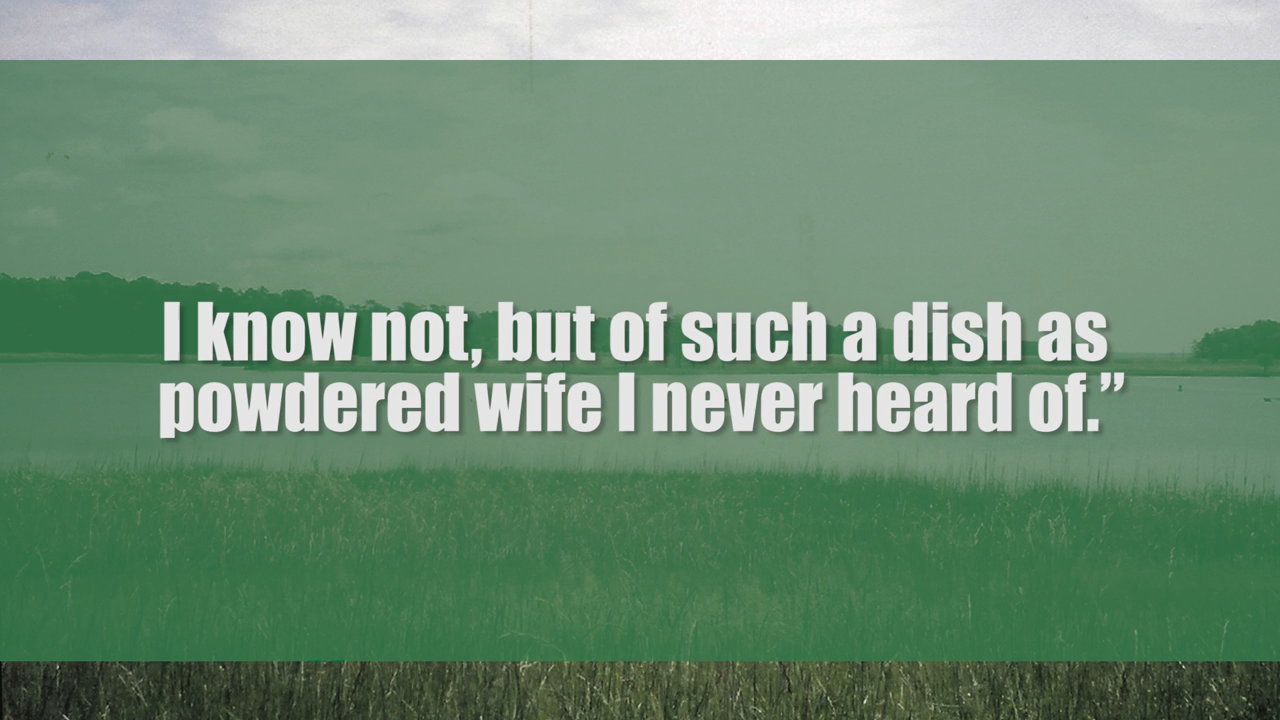 I know not, but of such a dish as
powdered wife I never heard of.”